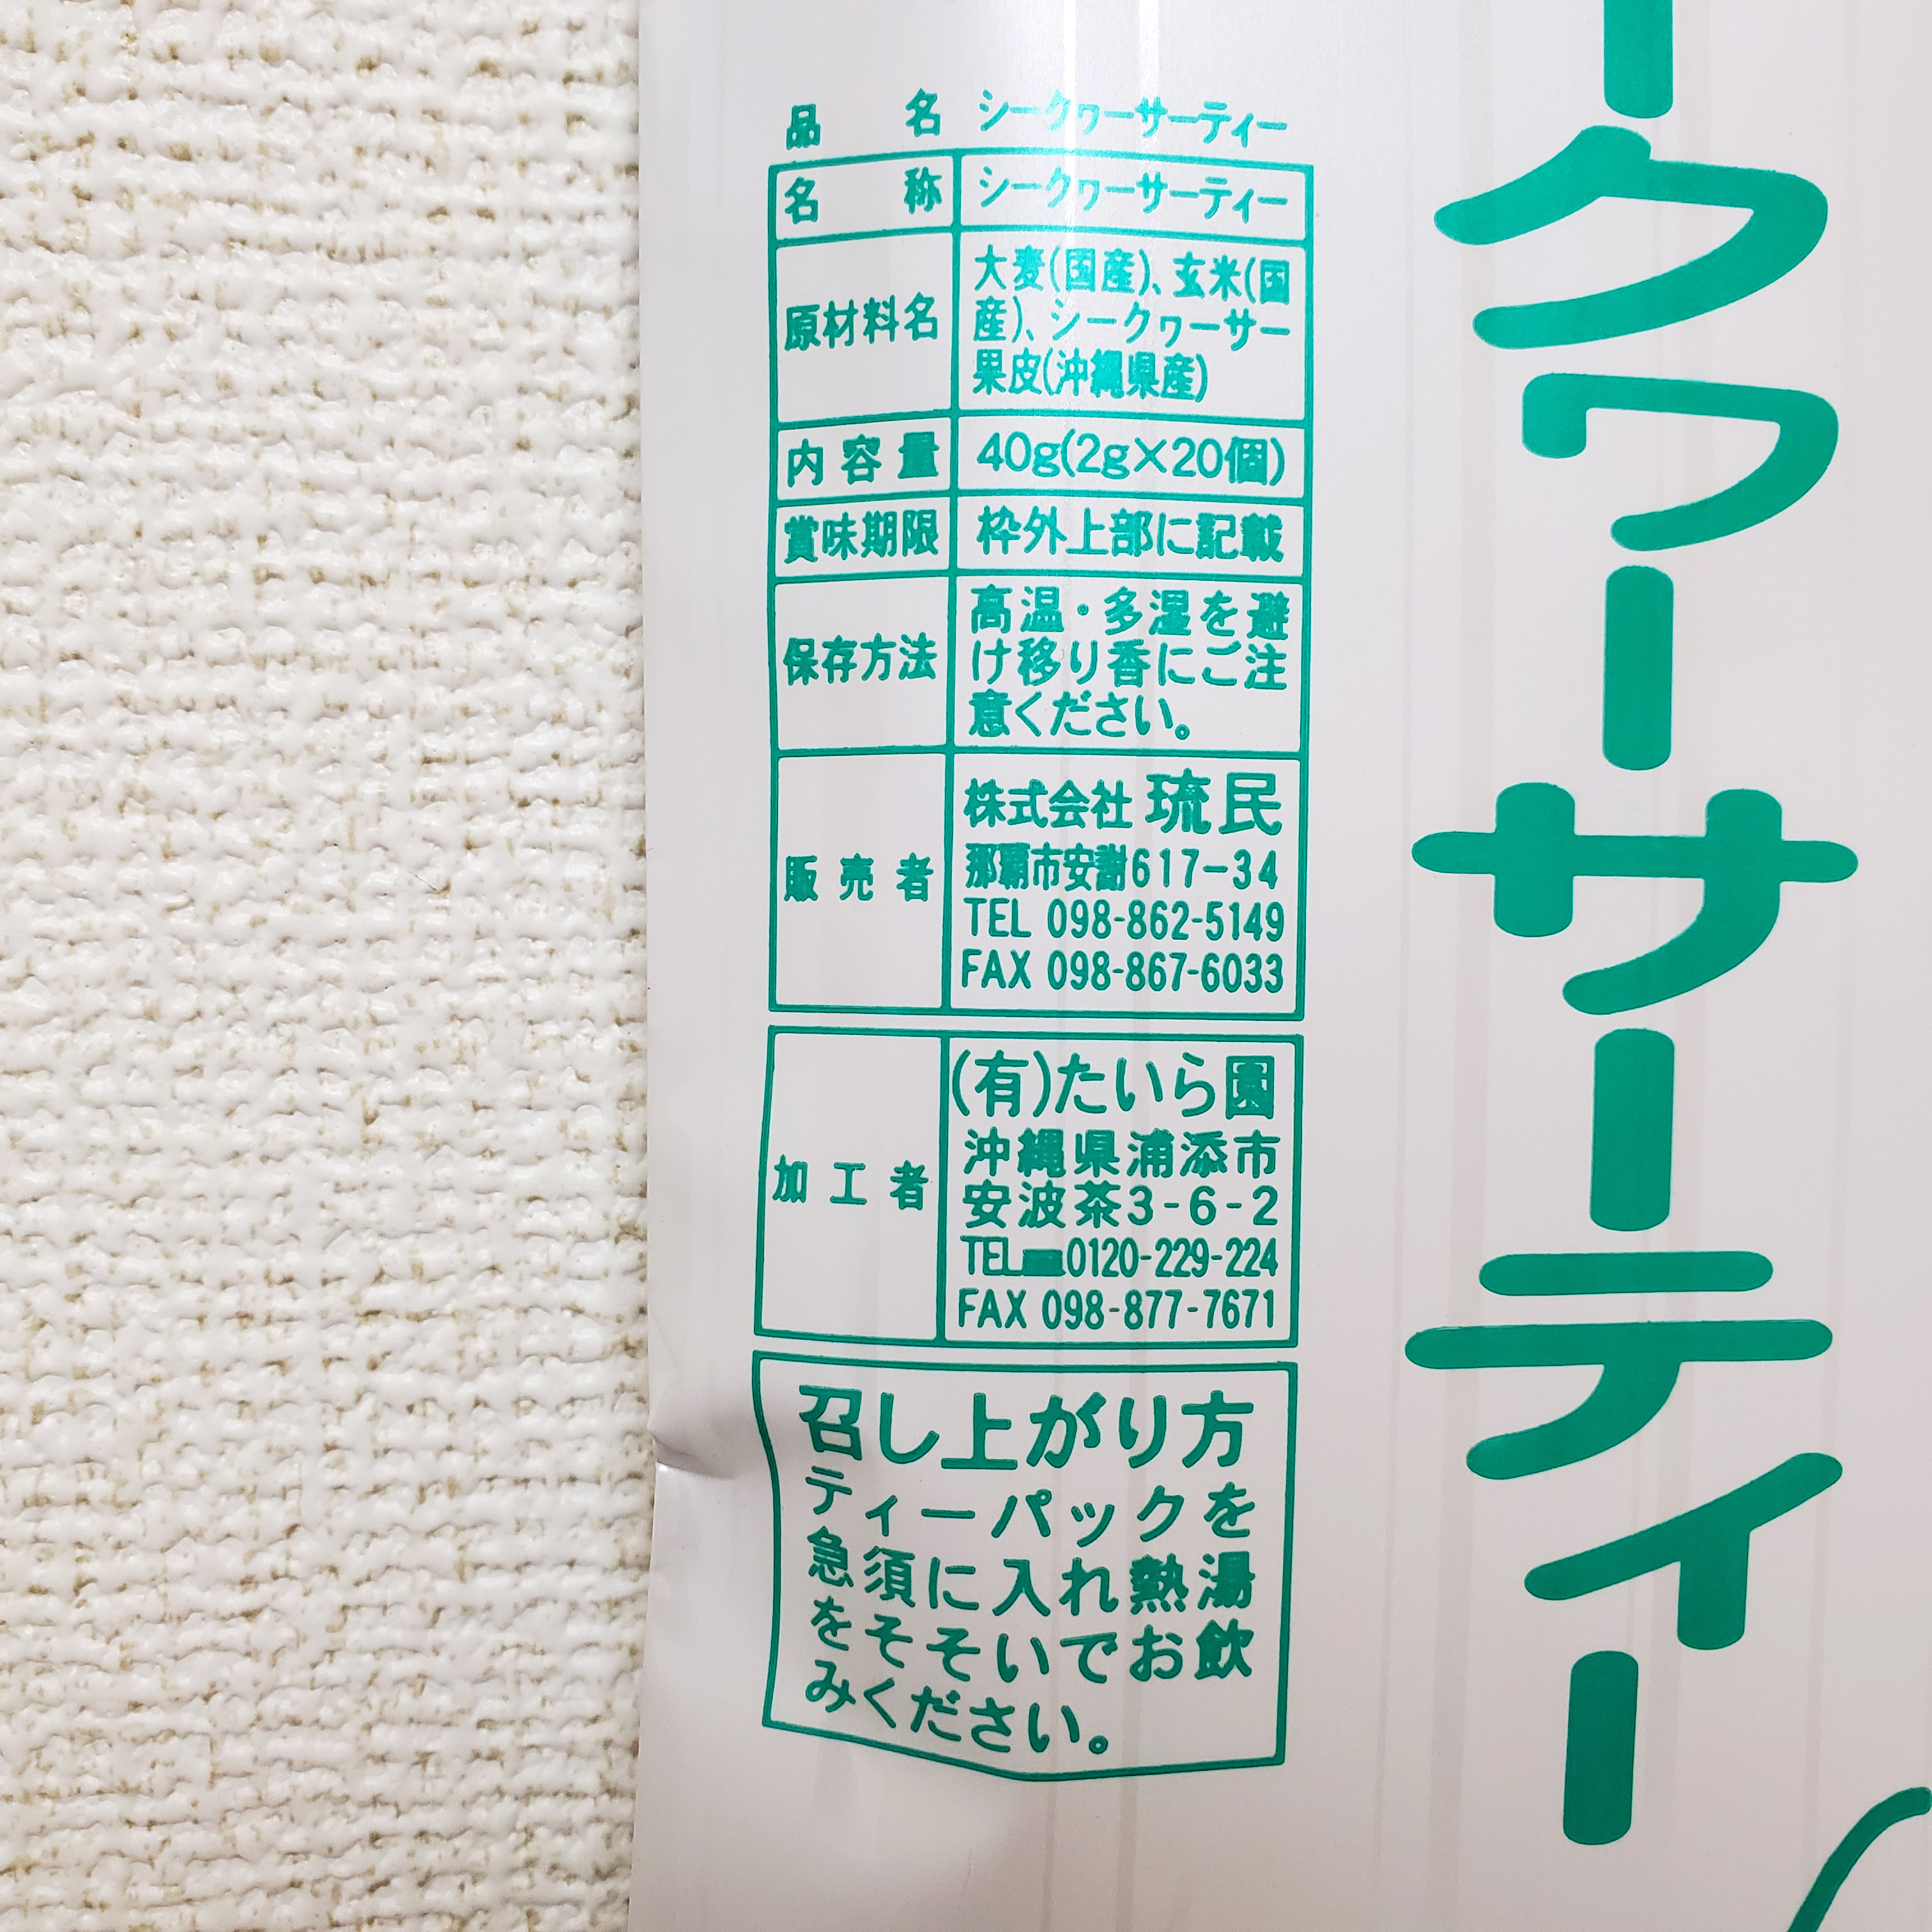 品名 シークヮーサーティー
名称 シークヮーサーティー
原材料名 大麦(国産)、玄米(国
産)、シークヮーサー
果皮(沖縄県産)
内容量 40g(2g×20個)
賞味期限 枠外上部に記載
保存方法 高温・多湿を避
け移り香にご注
意ください。
販売者 株式会社 琉民
那覇市安謝617-34
TEL 098-862-5149
FAX 098-867-6033
加工者 (有)たいら園
沖縄県浦添市
安波茶3-6-2
TEL 0120-229-224
FAX 098-877-7671
召し上がり方
ティーパックを
急須に入れ熱湯
をそそいでお飲
みください。
ークワーサーティー